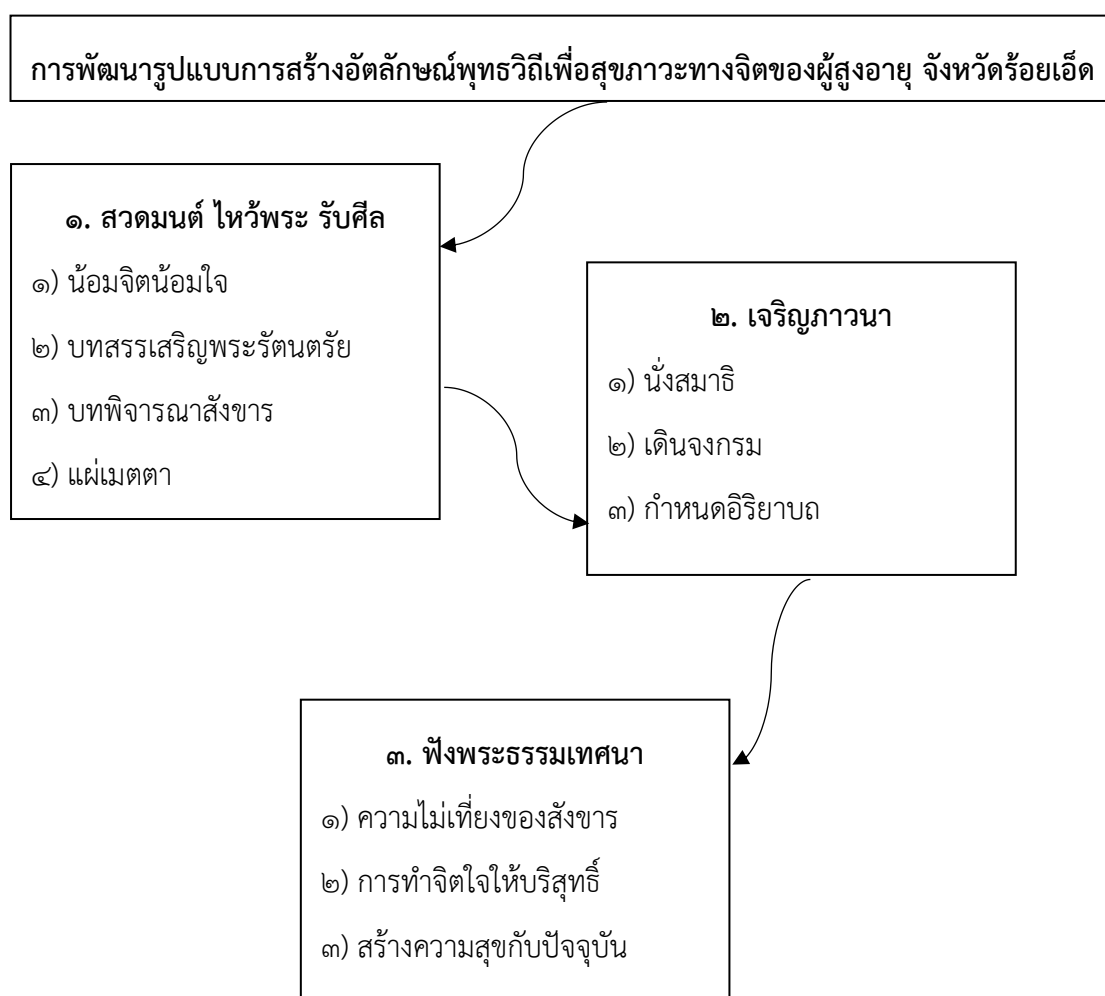 การพัฒนารูปแบบการสร้างอัตลักษณ์พุทธวิถีเพื่อสุขภาวะทางจิตของผู้สูงอายุ จังหวัดร้อยเอ็ด
๑. สวดมนต์ ไหว้พระ รับศีล
๑) น้อมจิตน้อมใจ
๒) บทสรรเสริญพระรัตนตรัย
๓) บทพิจารณาสังขาร
๔) แผ่เมตตา
๒. เจริญภาวนา
๑) นั่งสมาธิ
๒) เดินจงกรม
๓) กำหนดอิริยาบถ
๓. ฟังพระธรรมเทศนา
๑) ความไม่เที่ยงของสังขาร
๒) การทำจิตใจให้บริสุทธิ์
๓) สร้างความสุขกับปัจจุบัน